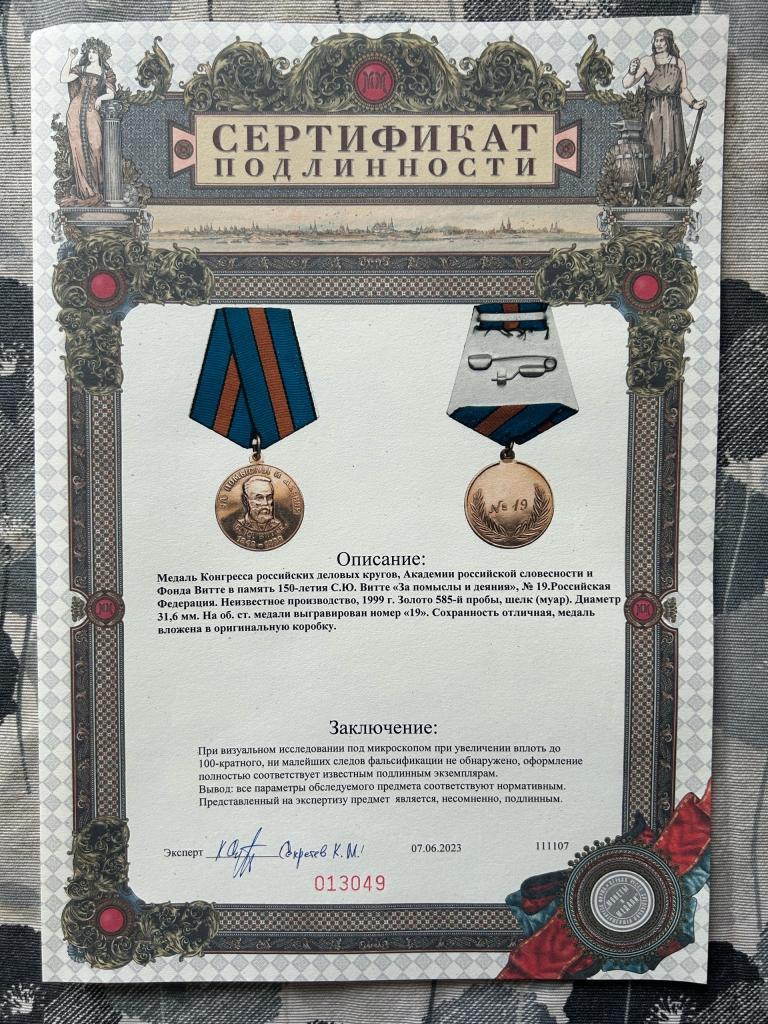 СЕРТИФИКАТ
ПОДЛИННОСТИ
ЗА ПОМЫСЛЫ И ДЕЯНИЯ
№ 19
Описание:
Медаль Конгресса российских деловых кругов, Академии российской словесности и
Фонда Витте в память 150-летия С.Ю. Витте «За помыслы и деяния», № 19.Российская
Федерация. Неизвестное производство, 1999 г. Золото 585-й пробы, шелк (муар). Диаметр
31,6 мм. На об. ст. медали выгравирован номер «19». Сохранность отличная, медаль
вложена в оригинальную коробку.
Заключение:
При визуальном исследовании под микроскопом при увеличении вплоть до
100-кратного, ни малейших следов фальсификации не обнаружено, оформление
полностью соответствует известным подлинным экземплярам.
Вывод: все параметры обследуемого предмета соответствуют нормативным.
Представленный на экспертизу предмет является, несомненно, подлинным.
Эксперт К.М. 07.06.2023 111107
013049
МОНЕТЫ И МЕДАЛИ